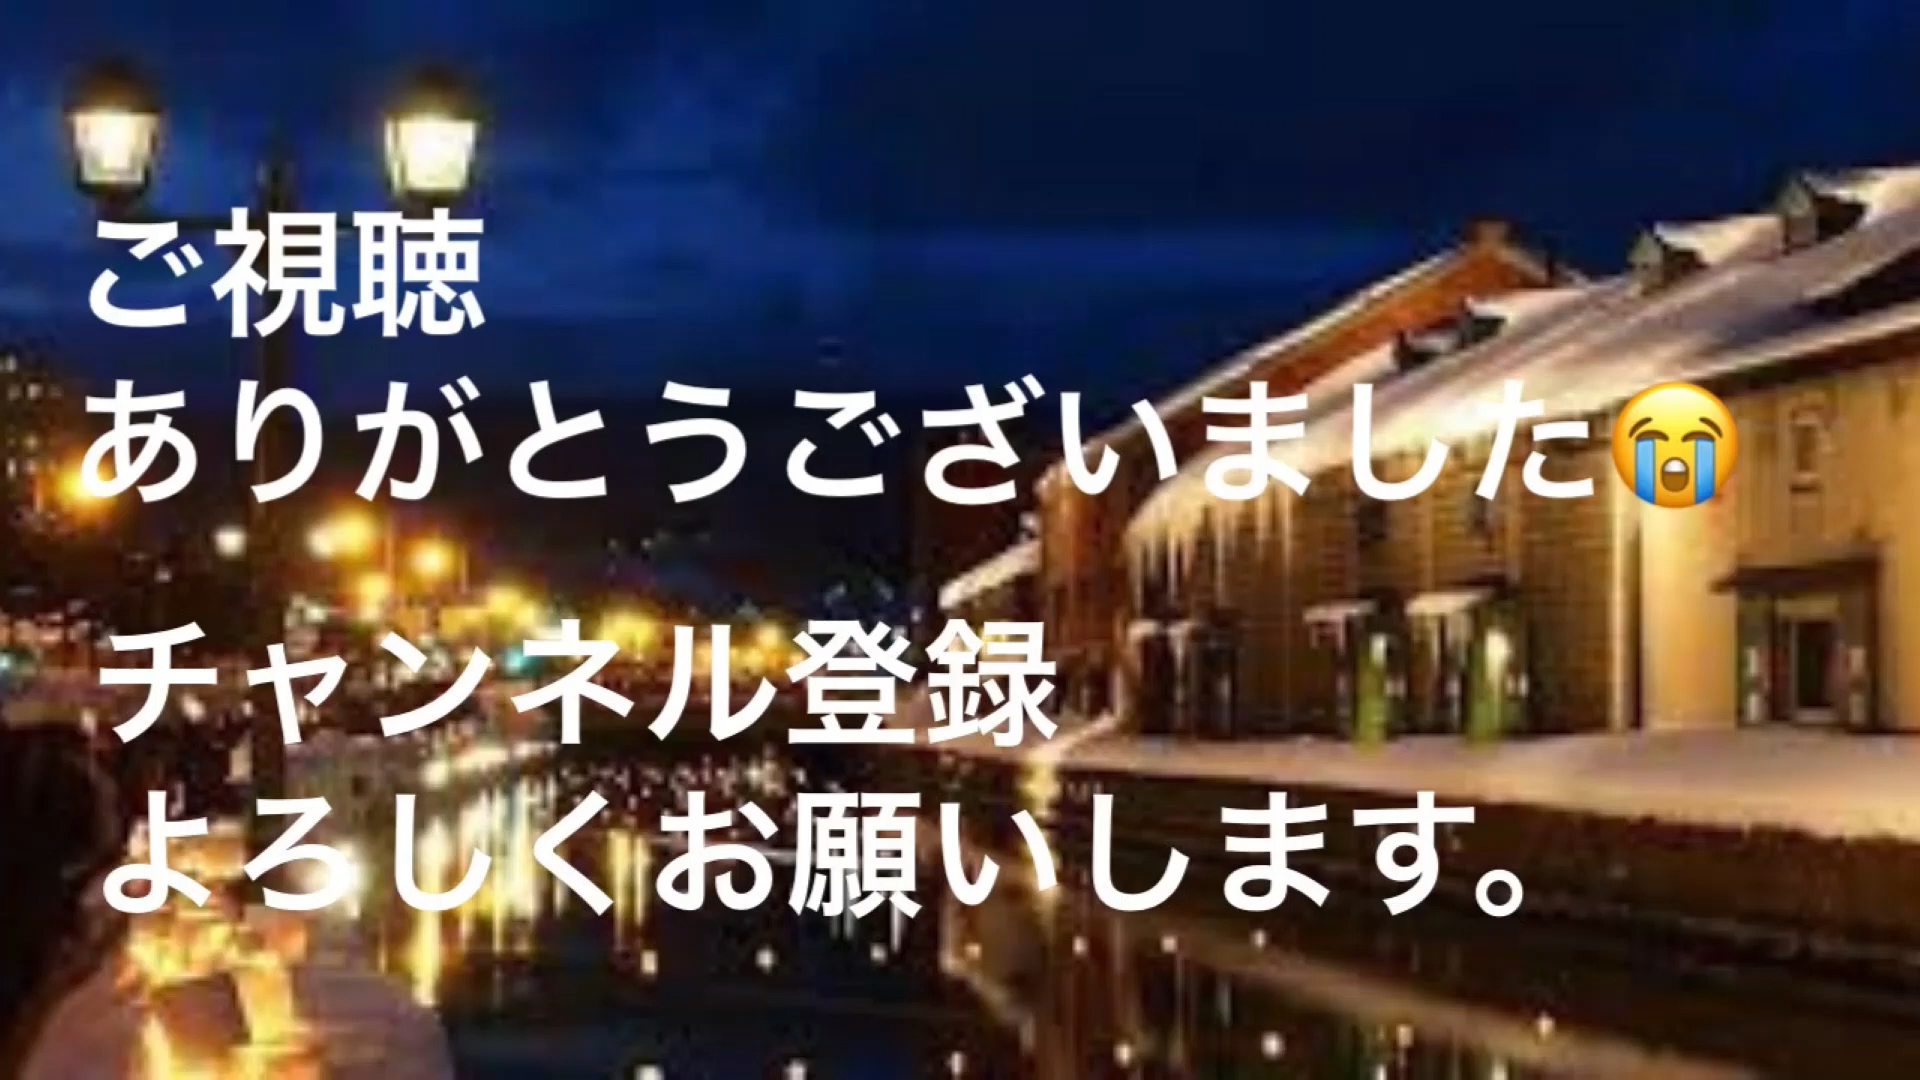 ご視聴
ありがとうございました😭
チャンネル登録
よろしくお願いします。